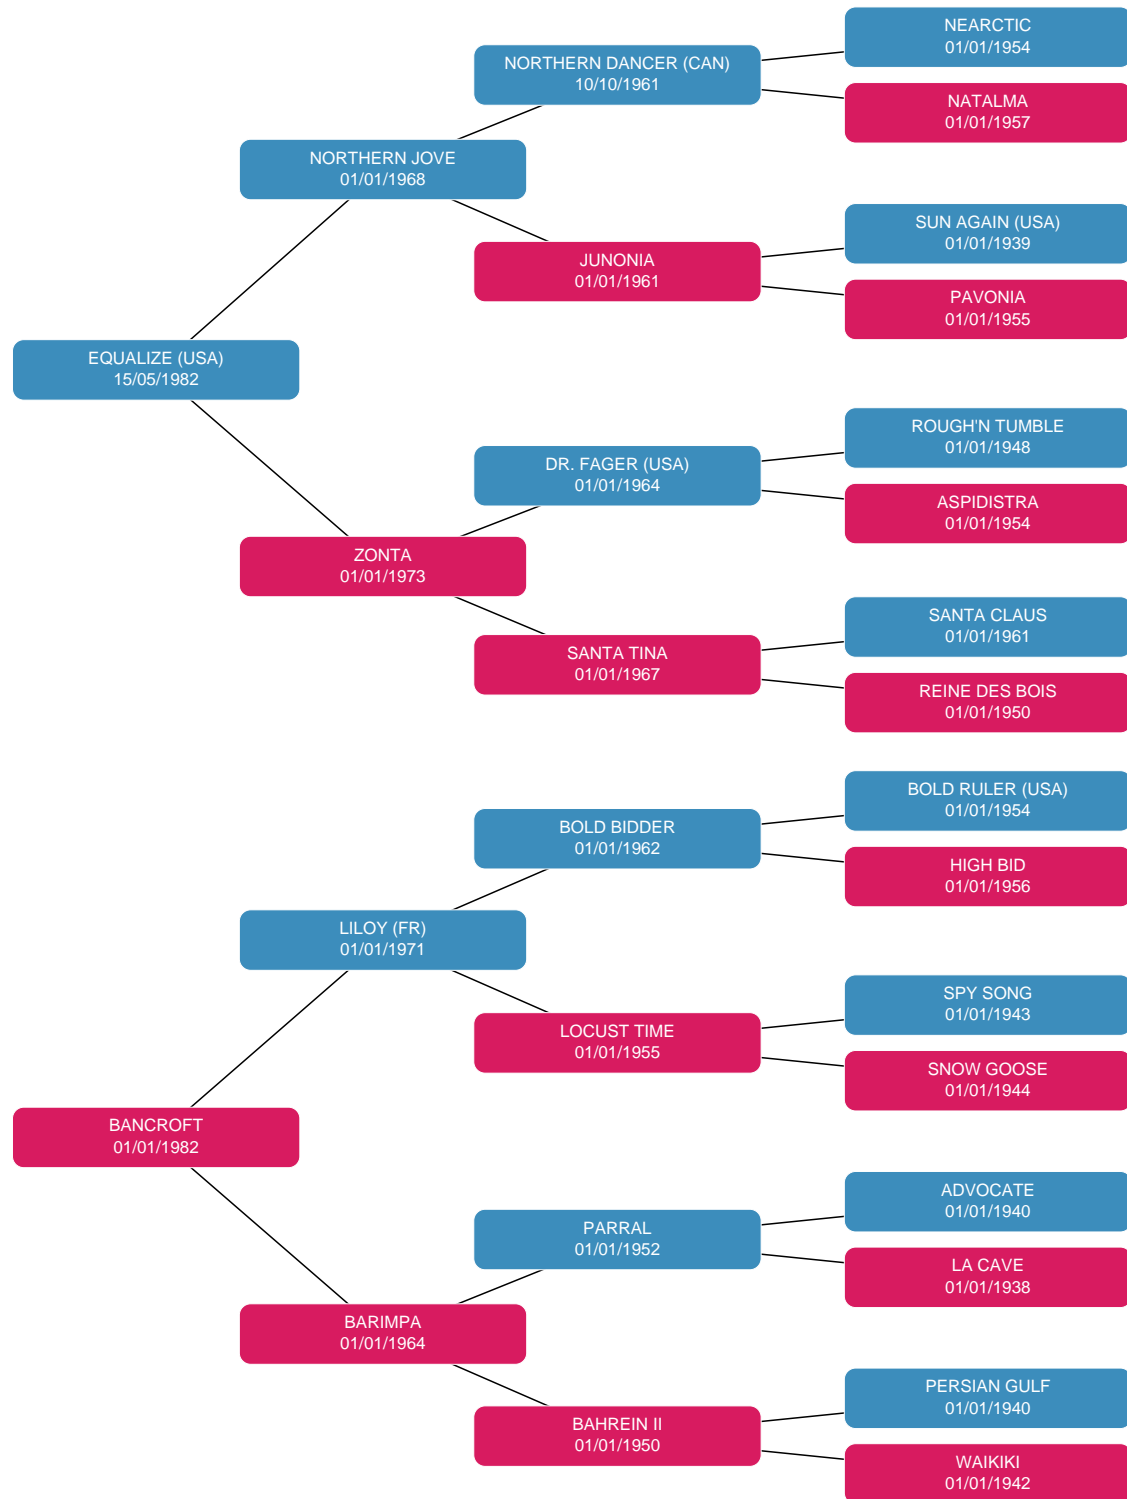 NEARCTIC
01/01/1954
NORTHERN DANCER (CAN)
10/10/1961
NATALMA
01/01/1957
NORTHERN JOVE
01/01/1968
SUN AGAIN (USA)
01/01/1939
JUNONIA
01/01/1961
PAVONIA
01/01/1955
EQUALIZE (USA)
15/05/1982
ROUGH'N TUMBLE
01/01/1948
DR. FAGER (USA)
01/01/1964
ASPIDISTRA
01/01/1954
ZONTA
01/01/1973
SANTA CLAUS
01/01/1961
SANTA TINA
01/01/1967
REINE DES BOIS
01/01/1950
BOLD RULER (USA)
01/01/1954
BOLD BIDDER
01/01/1962
HIGH BID
01/01/1956
LILOY (FR)
01/01/1971
SPY SONG
01/01/1943
LOCUST TIME
01/01/1955
SNOW GOOSE
01/01/1944
BANCROFT
01/01/1982
ADVOCATE
01/01/1940
PARRAL
01/01/1952
LA CAVE
01/01/1938
BARIMPA
01/01/1964
PERSIAN GULF
01/01/1940
BAHREIN II
01/01/1950
WAIKIKI
01/01/1942